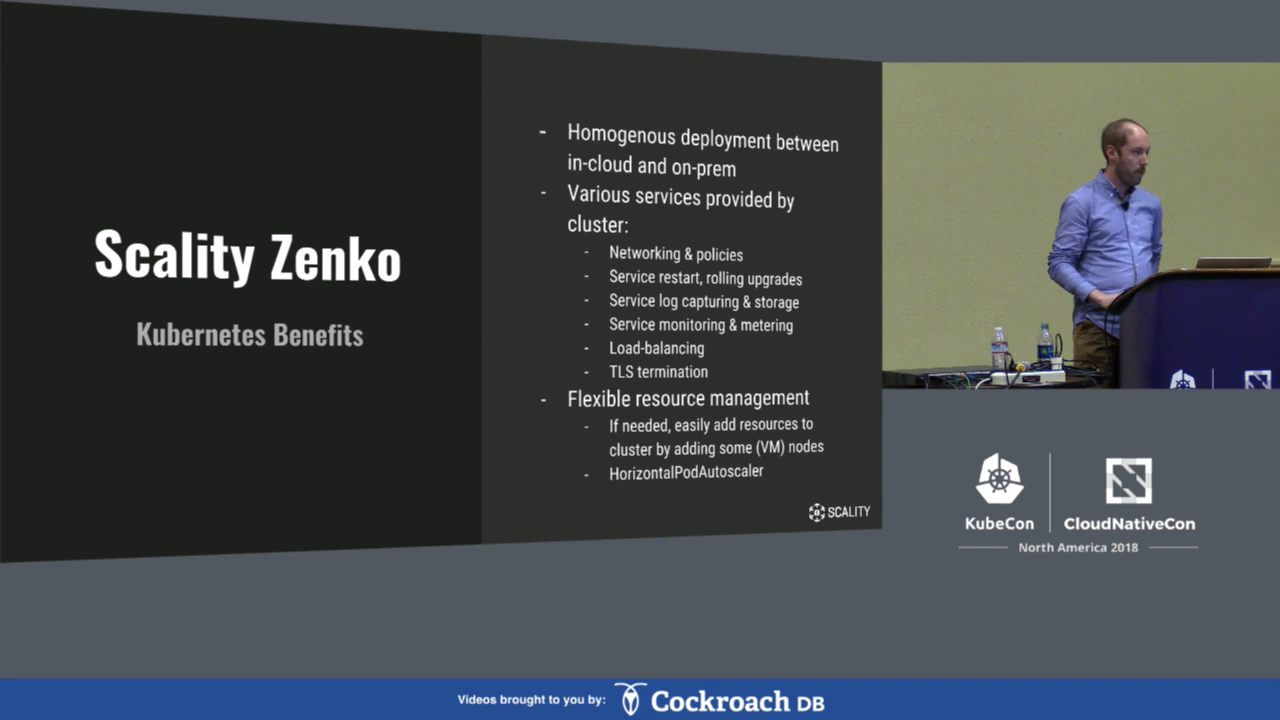 Scality Zenko
Kubernetes Benefits
- Homogenous deployment between
in-cloud and on-prem
- Various services provided by
cluster:
- Networking & policies
- Service restart, rolling upgrades
- Service log capturing & storage
- Service monitoring & metering
- Load-balancing
- TLS termination
- Flexible resource management
- If needed, easily add resources to
cluster by adding some (VM) nodes
- HorizontalPodAutoscaler
SCALITY
KubeCon
CloudNativeCon
North America 2018
Videos brought to you by:
Cockroach DB